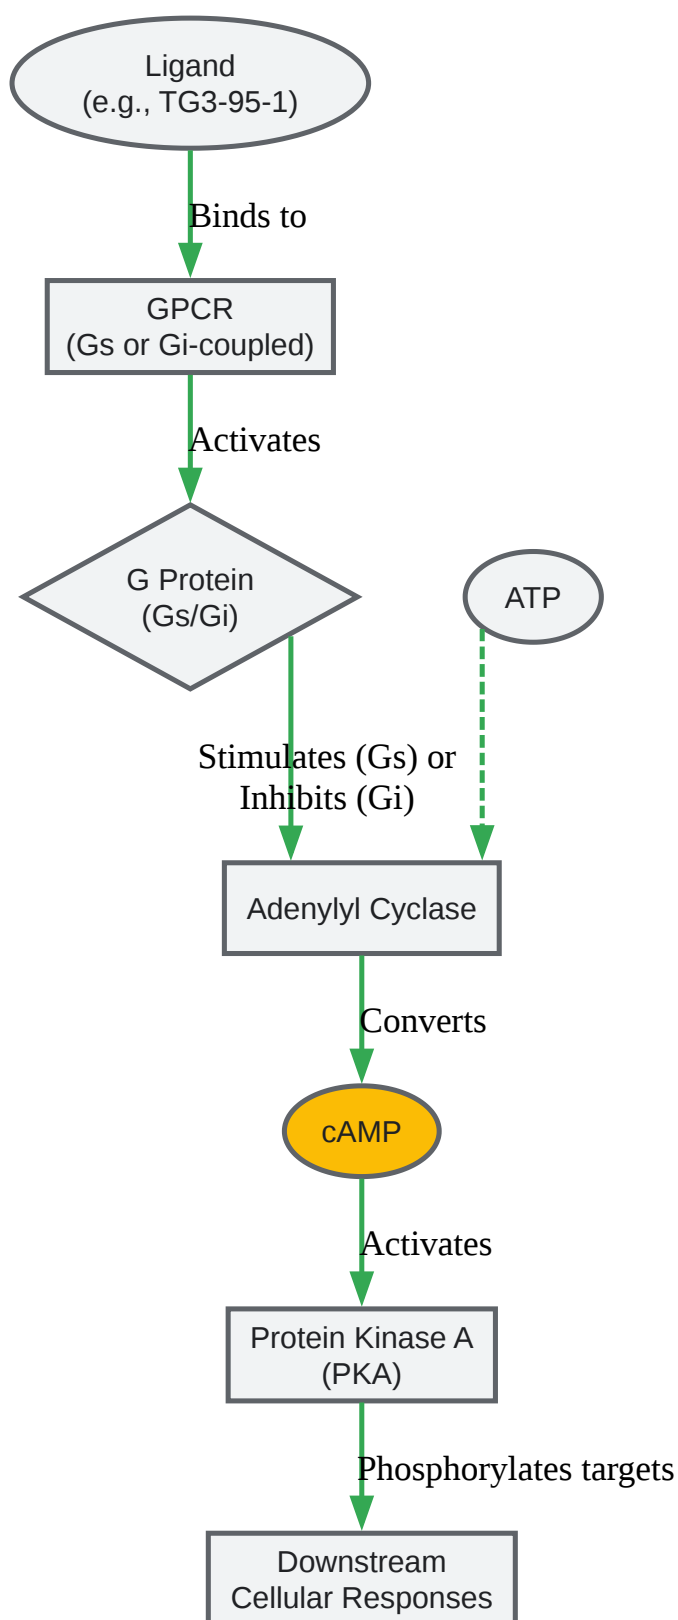 Ligand
(e.g., TG3-95-1)
Binds to
GPCR
(Gs or Gi-coupled)
Activates
G Protein
(Gs/Gi)
ATP
Stimulates (Gs) or
Inhibits (Gi)
Adenylyl Cyclase
Converts
cAMP
Activates
Protein Kinase A
(PKA)
Phosphorylates targets
Downstream
Cellular Responses